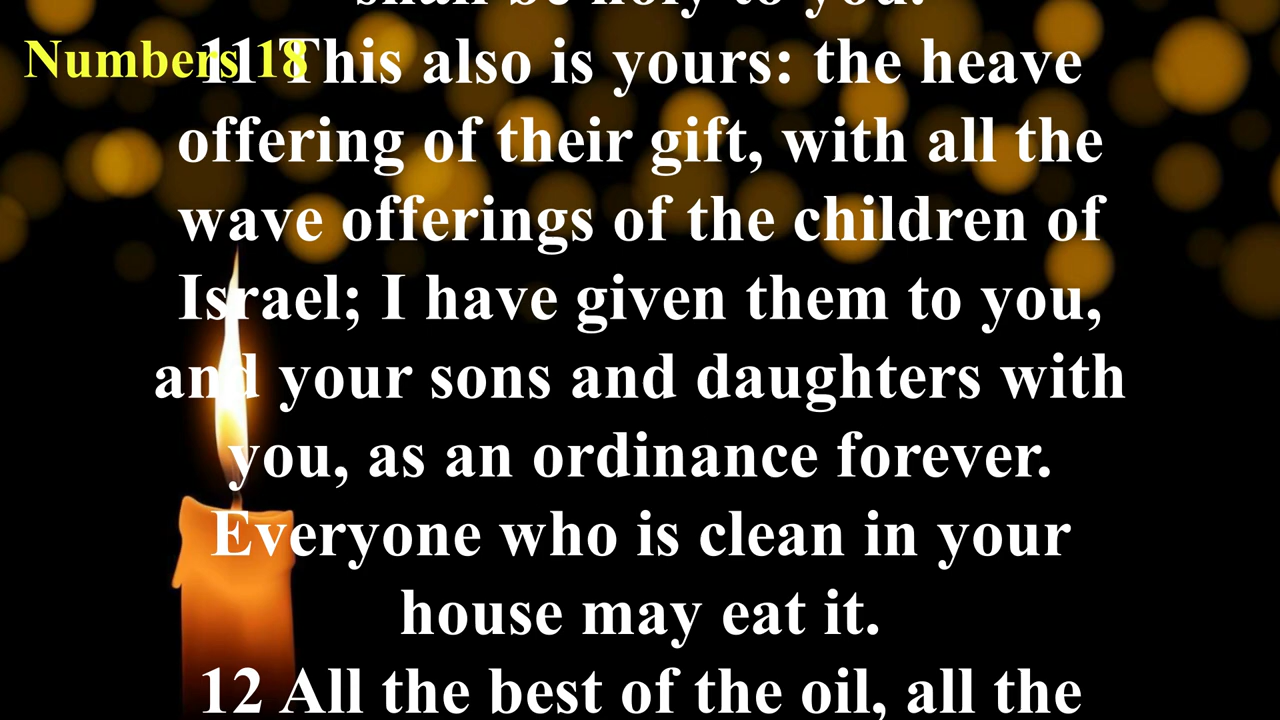 shall be holy to you.
Numbers 18
11 This also is yours: the heave
offering of their gift, with all the
wave offerings of the children of
Israel; I have given them to you,
and your sons and daughters with
you, as an ordinance forever.
Everyone who is clean in your
house may eat it.
12 All the best of the oil, all the